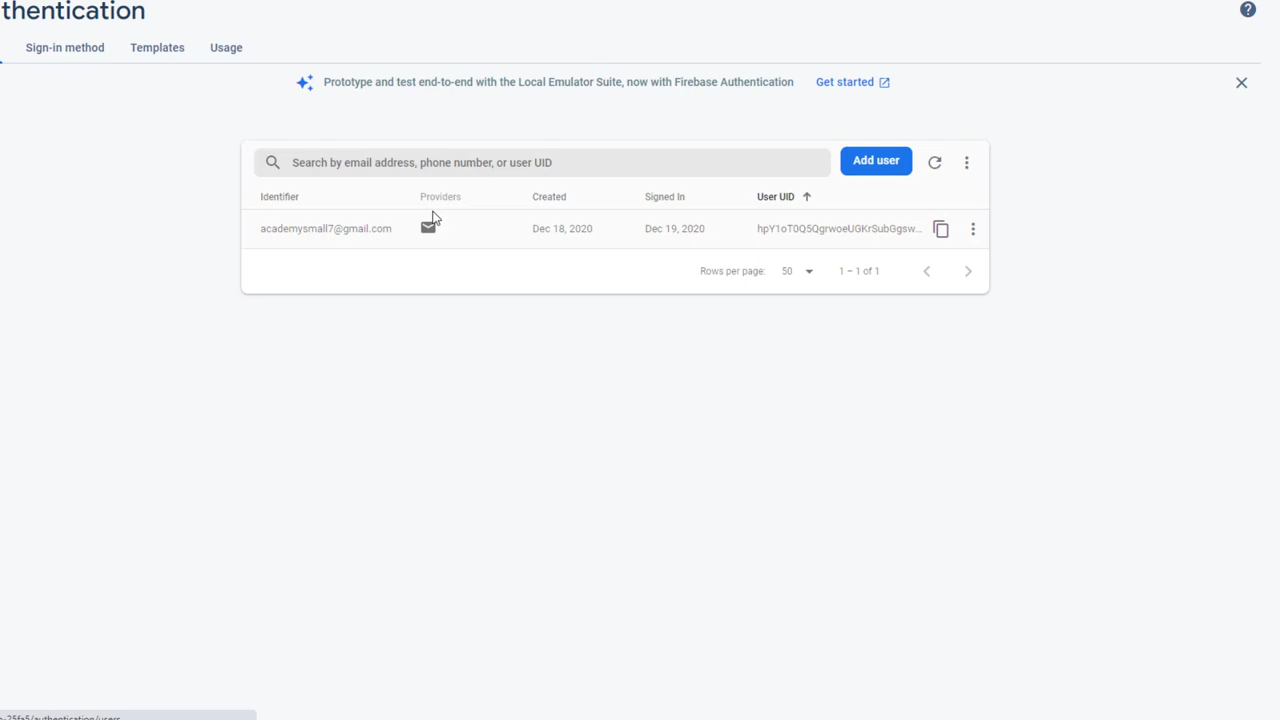 thentication
Sign-in method Templates Usage
Prototype and test end-to-end with the Local Emulator Suite, now with Firebase Authentication Get started
Search by email address, phone number, or user UID Add user
Identifier Providers Created Signed In User UID
academysmall7@gmail.com Dec 18, 2020 Dec 19, 2020 hpY1oT0Q5QgrwoeUGKrSubGgsw...
Rows per page: 50 1 – 1 of 1
-25fa5/authentication/users